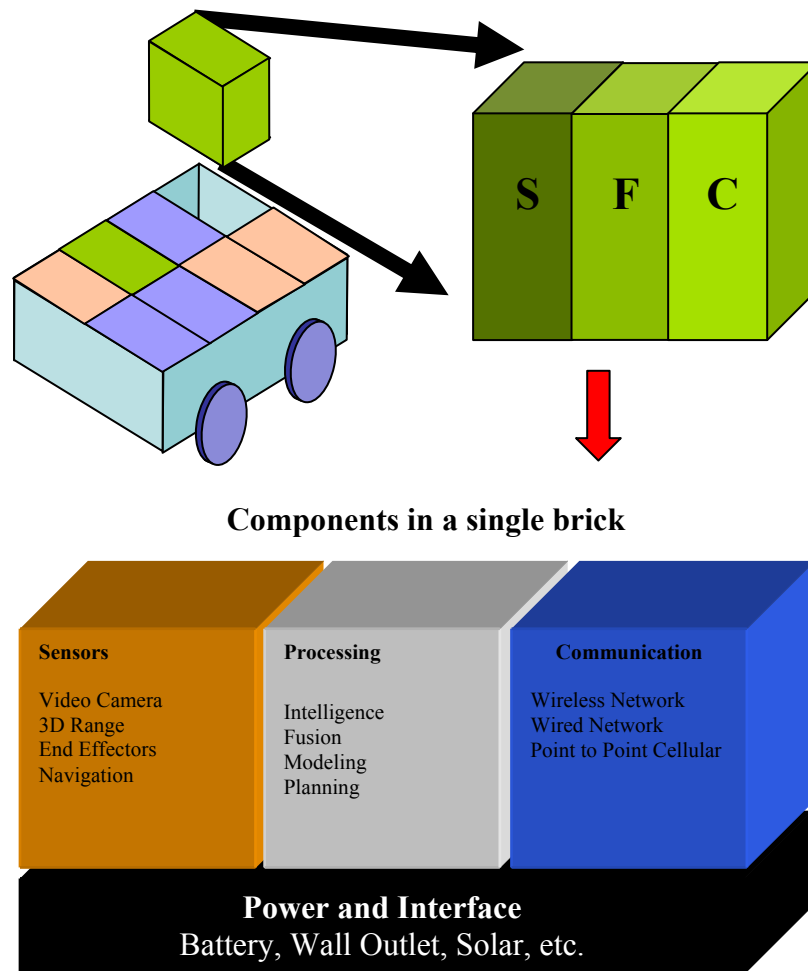 S F C
Components in a single brick
Sensors
Video Camera
3D Range
End Effectors
Navigation
Processing
Intelligence
Fusion
Modeling
Planning
Communication
Wireless Network
Wired Network
Point to Point Cellular
Power and Interface
Battery, Wall Outlet, Solar, etc.